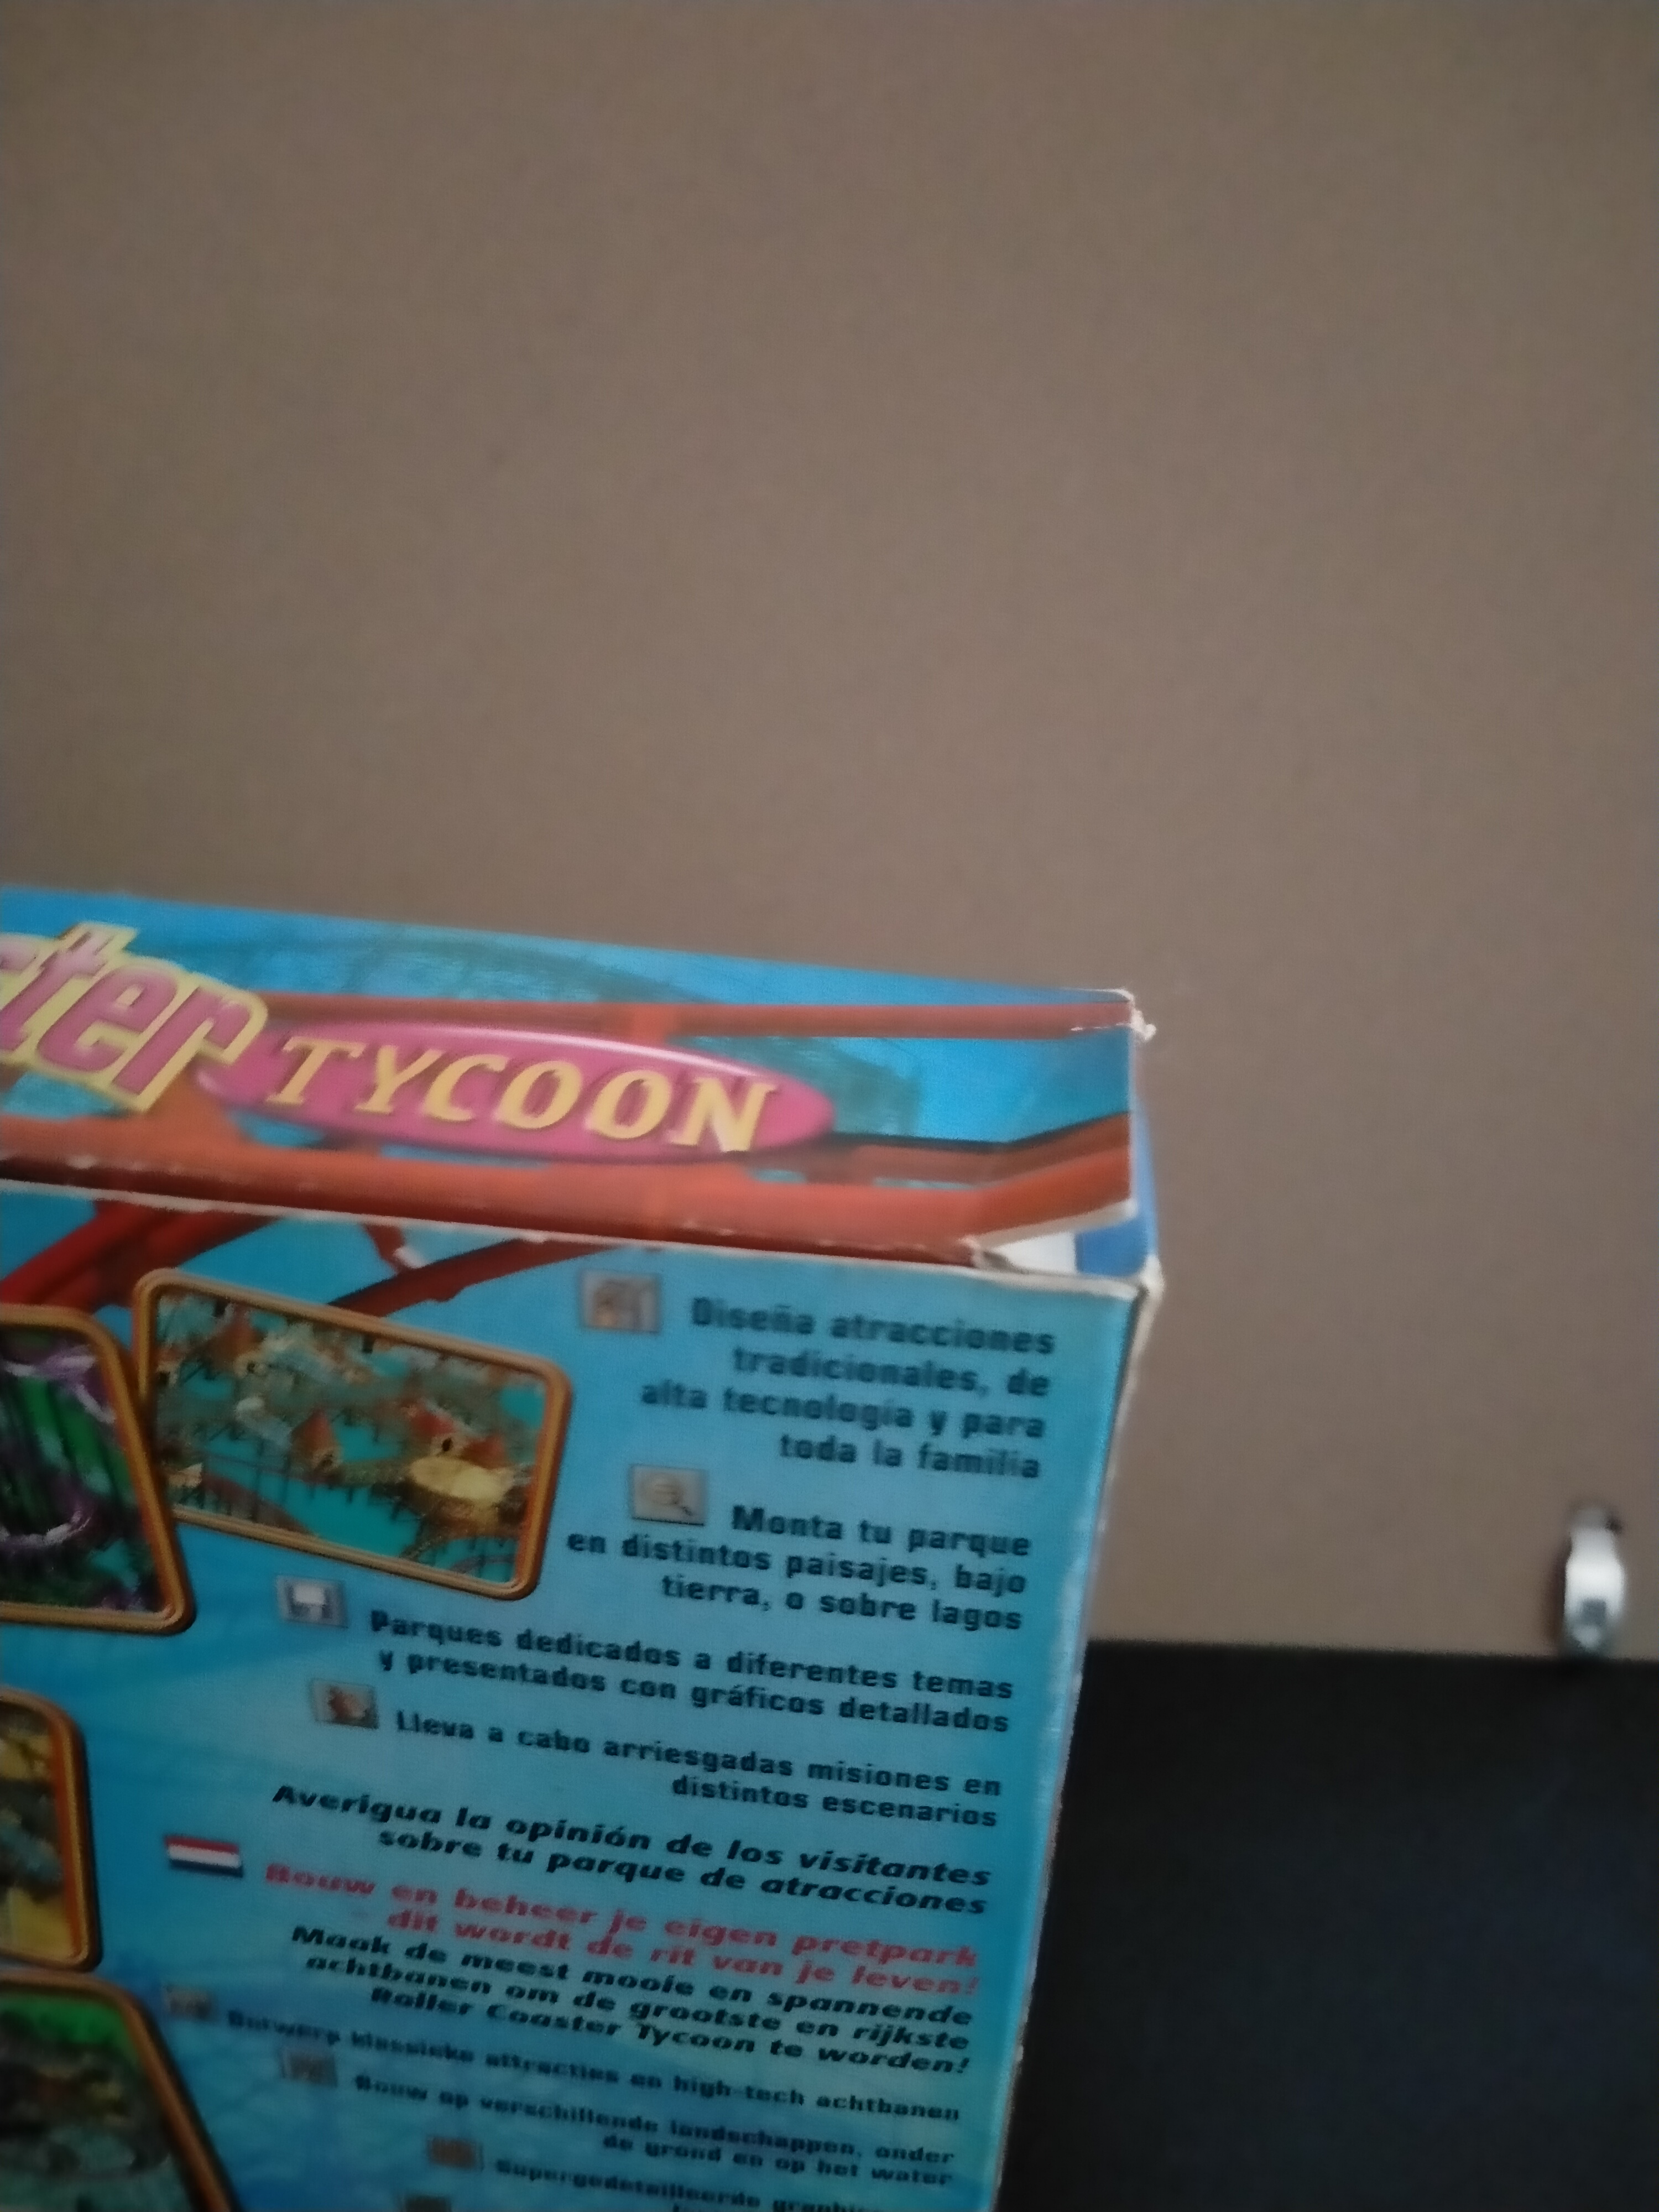 ster
TYCOON
Diseña atracciones
tradicionales, de
alta tecnología y para
toda la familia
Monta tu parque
en distintos paisajes, bajo
tierra, o sobre lagos
Parques dedicados a diferentes temas
y presentados con gráficos detallados
Lleva a cabo arriesgadas misiones en
distintos escenarios
Averigua la opinión de los visitantes
sobre tu parque de atracciones
Bouw en beheer je eigen pretpark
dit wordt de rit van je leven!
Maak de meest mooie en spannende
achtbanen om de grootste en rijkste
Roller Coaster Tycoon te worden!
Ontwerp klassieke attracties en high-tech achtbanen
Bouw op verschillende landschappen, onder
de grond en op het water
Supergedetailleerde